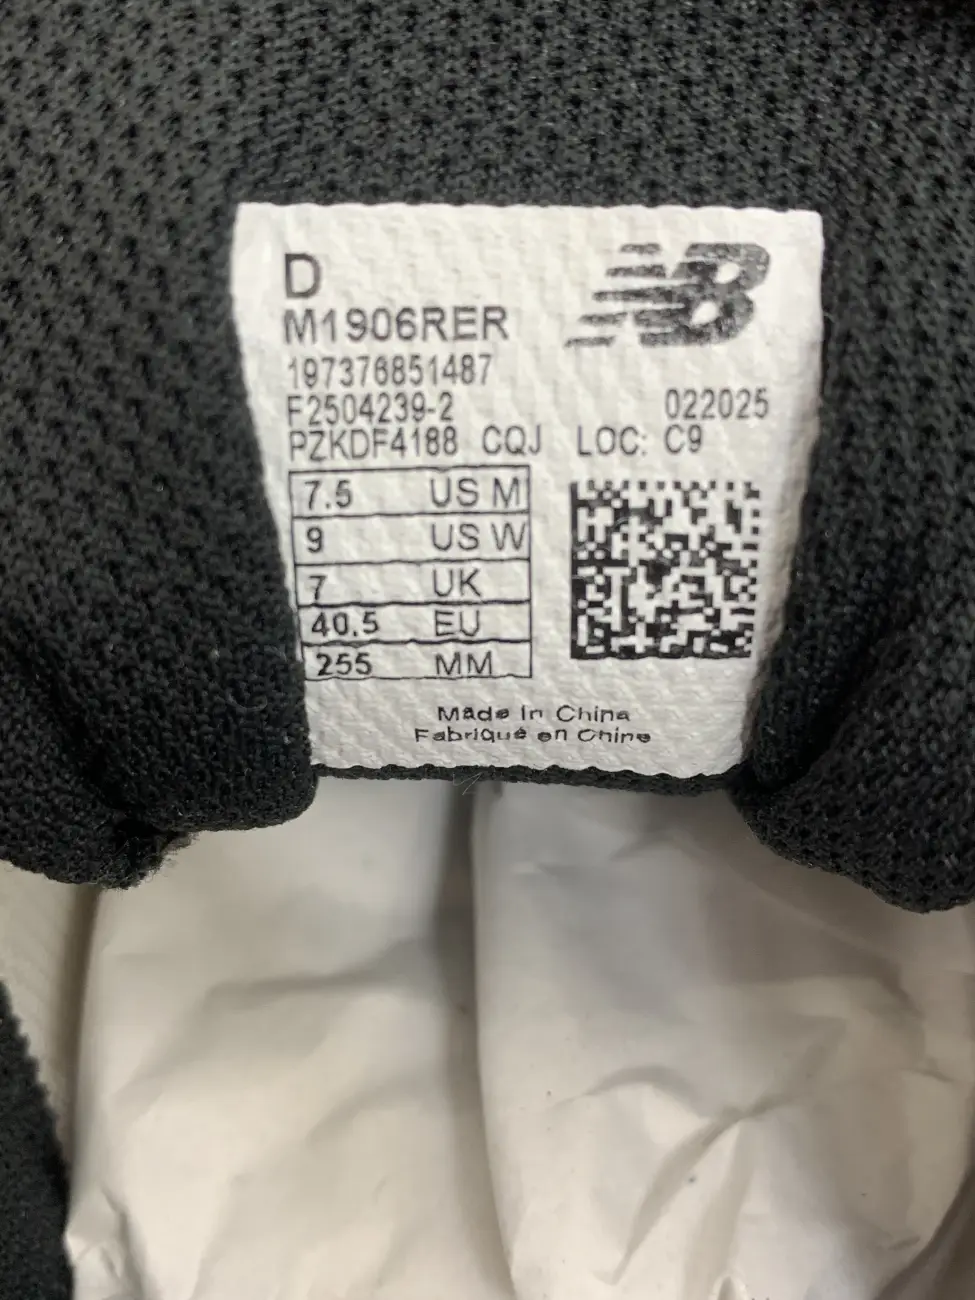 D
NB
M1906RER
197376851487
F2504239-2 022025
PZKDF4188 CQJ LOC: C9
7.5 US M
9 US W
7 UK
40.5 EU
255 MM
Made In China
Fabriqué en Chine